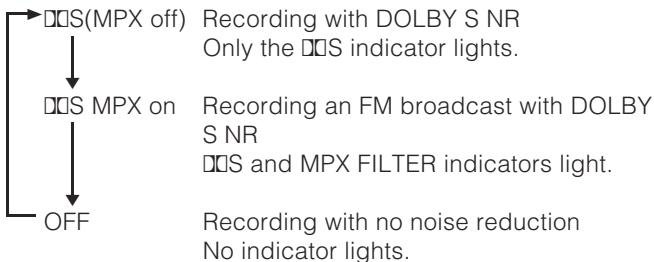 DDS(MPX off) Recording with DOLBY S NR
Only the DDS indicator lights.
DDS MPX on Recording an FM broadcast with DOLBY
S NR
DDS and MPX FILTER indicators light.
OFF Recording with no noise reduction
No indicator lights.